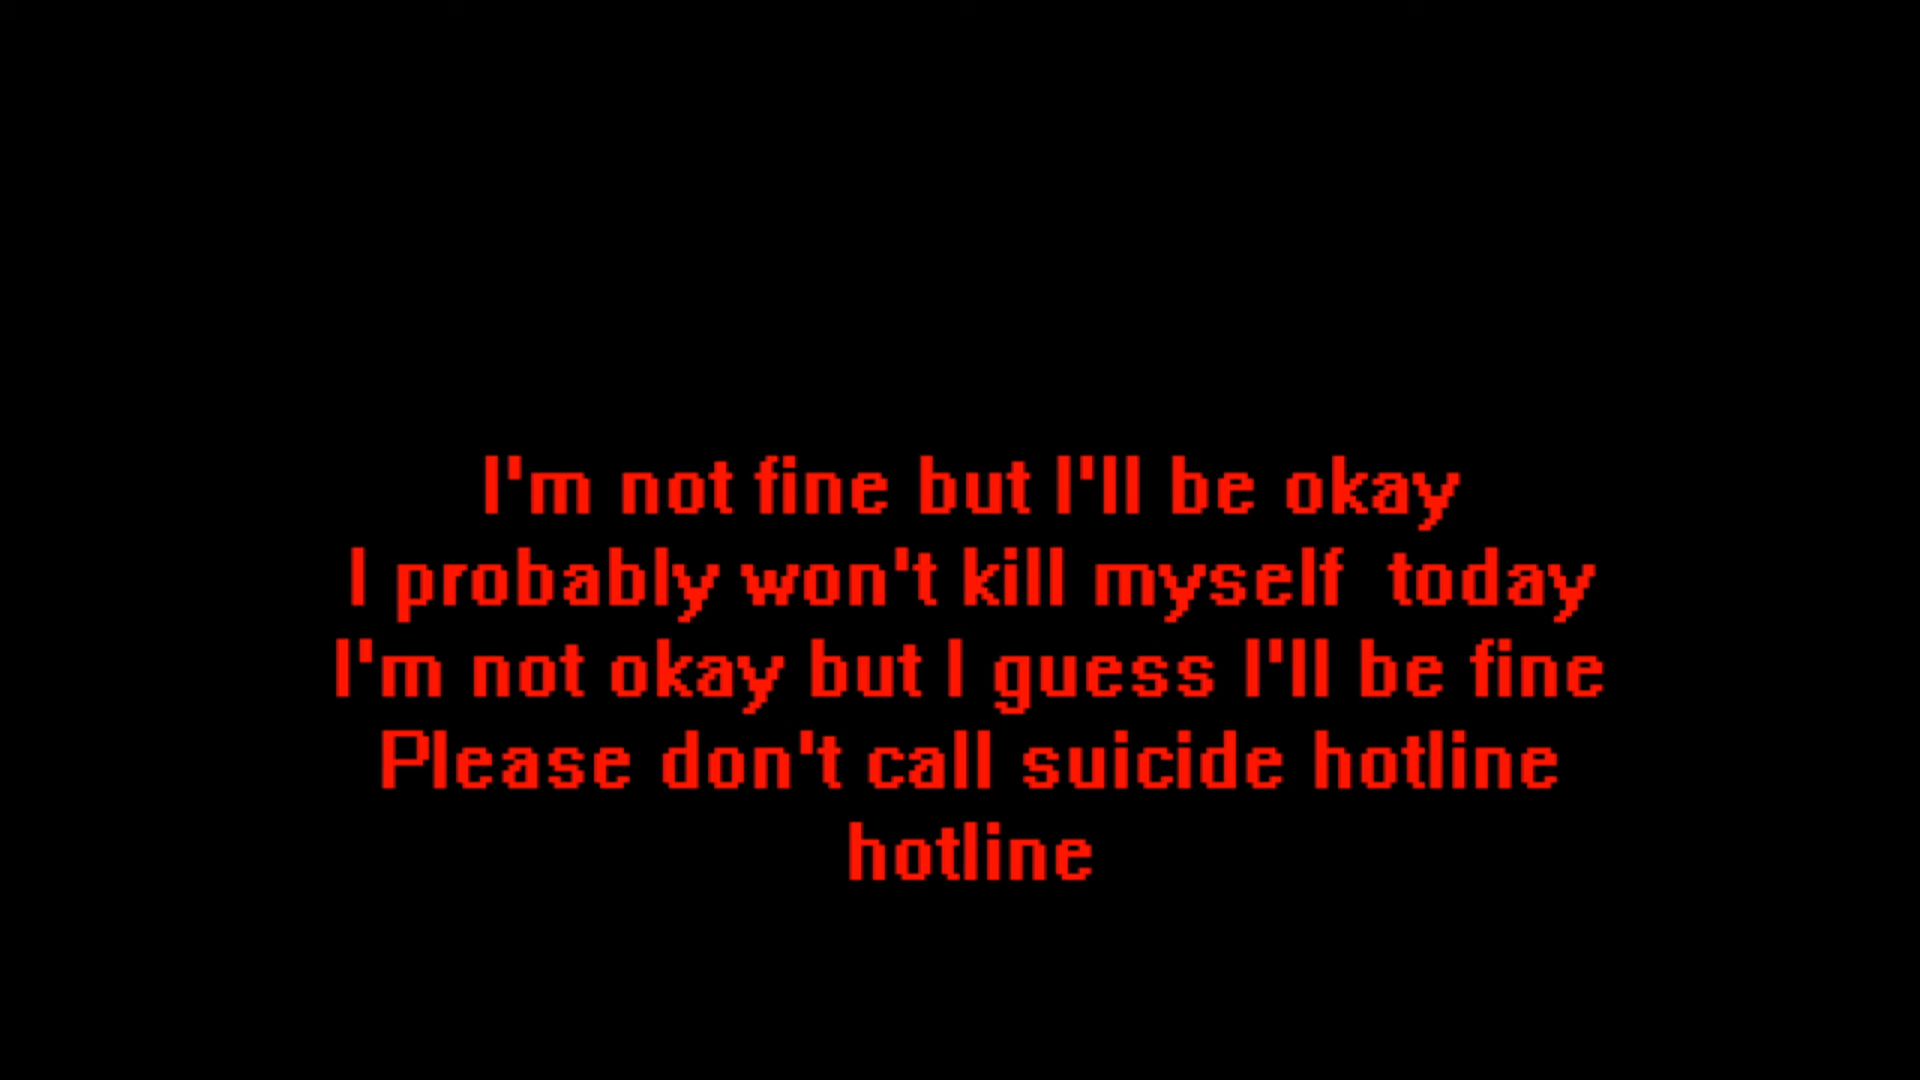 I'm not fine but I'll be okay
I probably won't kill myself  today
I'm not okay but I guess I'll be fine
Please don't call suicide hotline
hotline